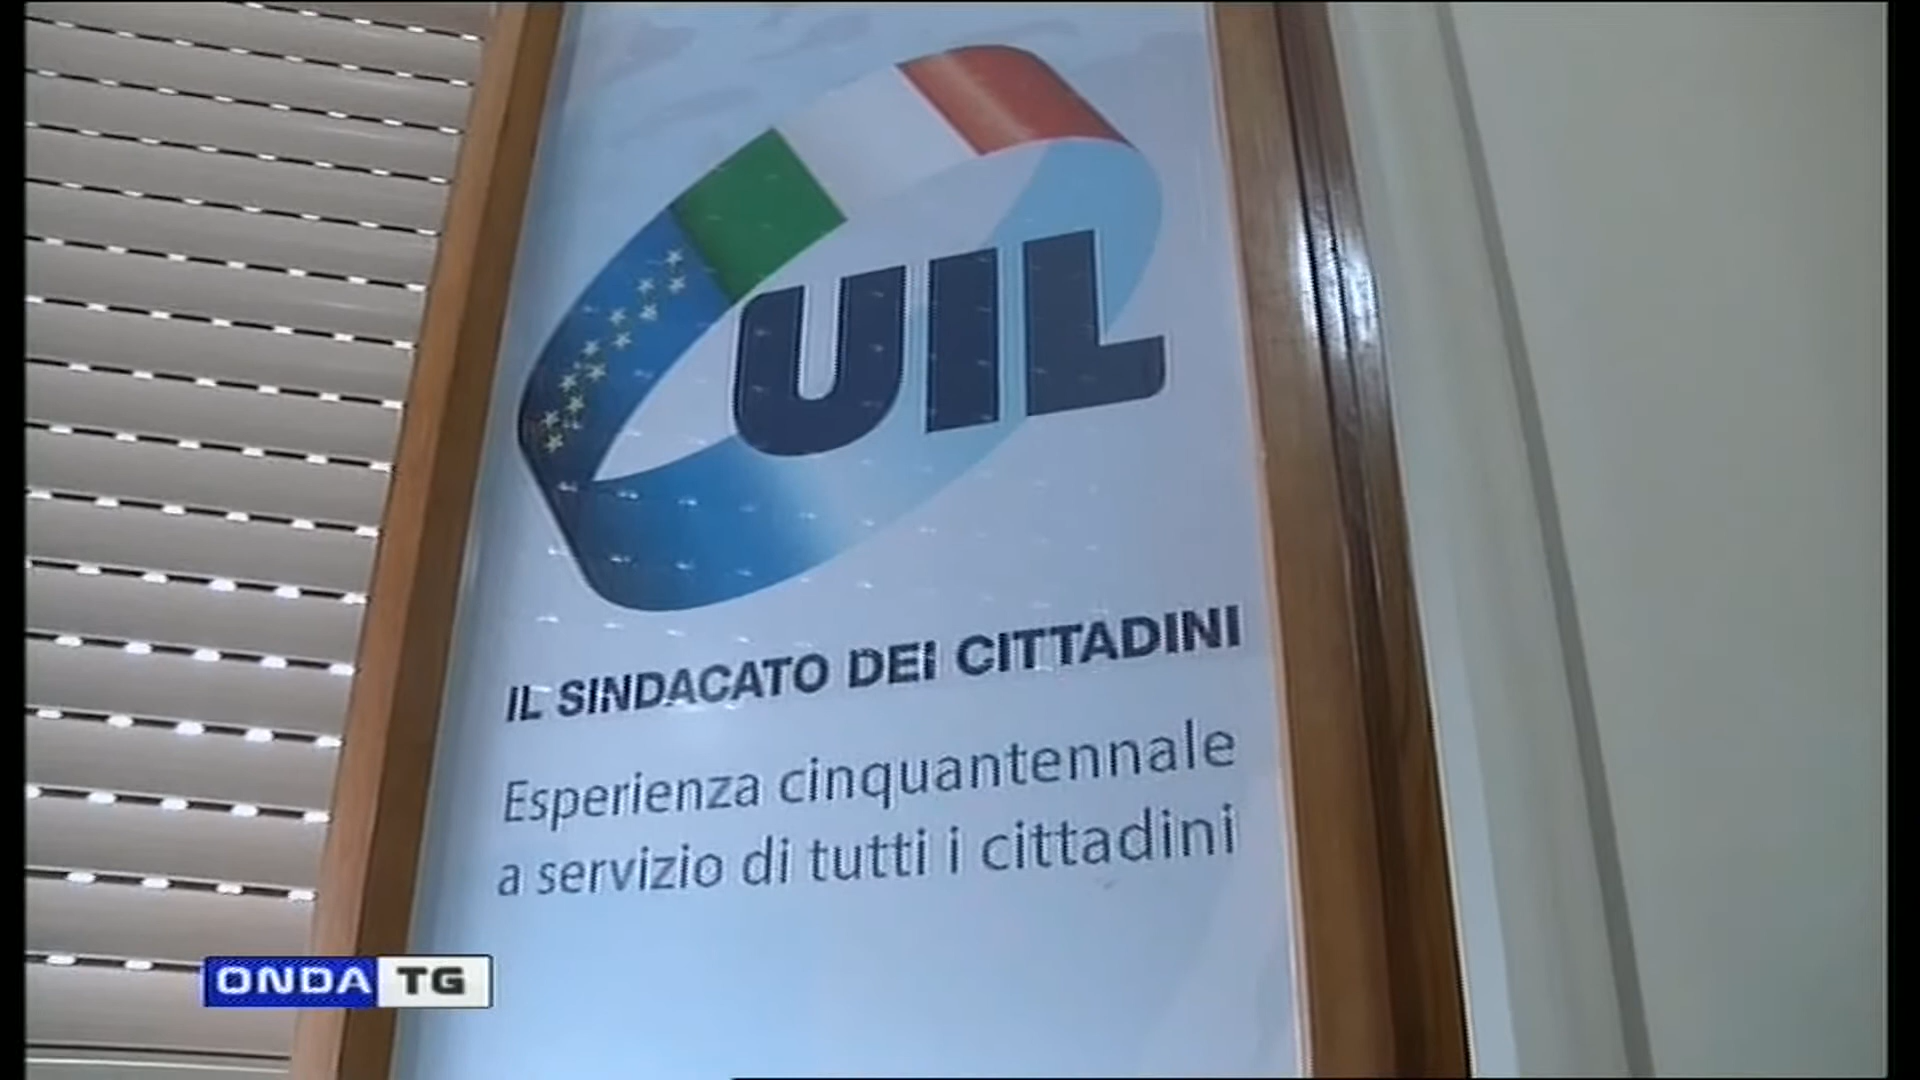 UIL
IL SINDACATO DEI CITTADINI
Esperienza cinquantennale
a servizio di tutti i cittadini
ONDA TG